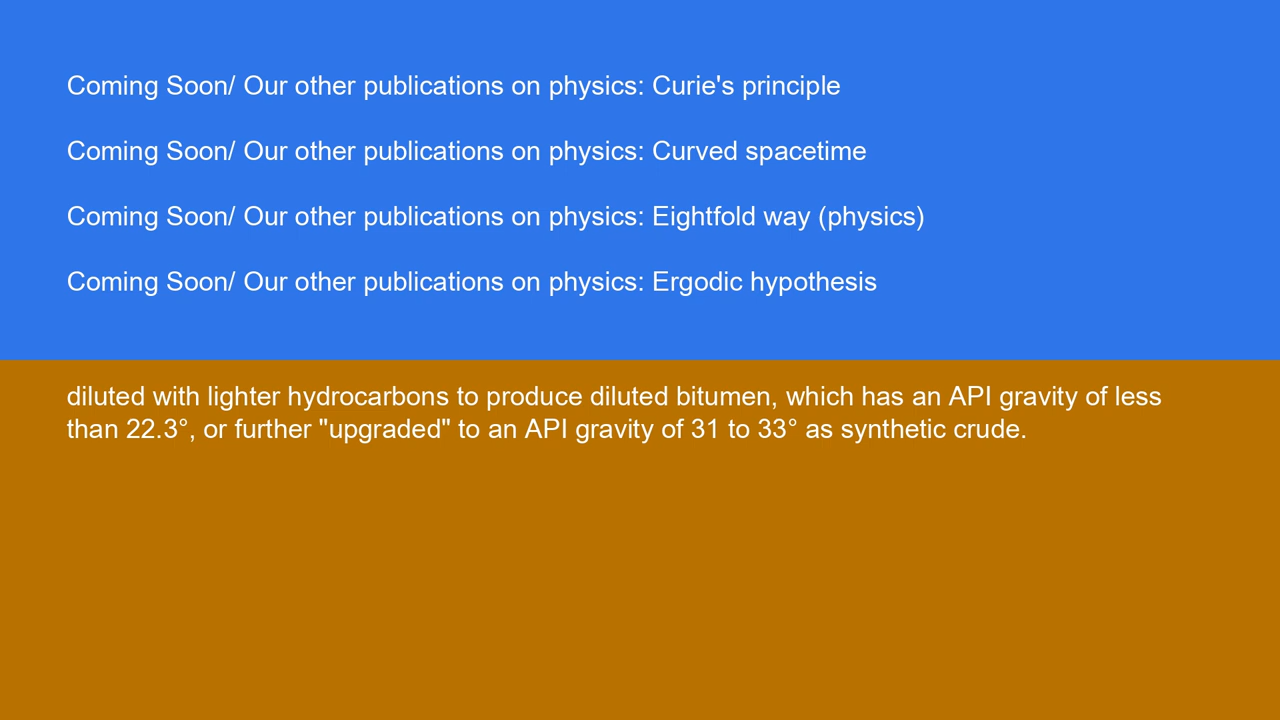 Coming Soon/ Our other publications on physics: Curie's principle
Coming Soon/ Our other publications on physics: Curved spacetime
Coming Soon/ Our other publications on physics: Eightfold way (physics)
Coming Soon/ Our other publications on physics: Ergodic hypothesis
diluted with lighter hydrocarbons to produce diluted bitumen, which has an API gravity of less
than 22.3°, or further "upgraded" to an API gravity of 31 to 33° as synthetic crude.